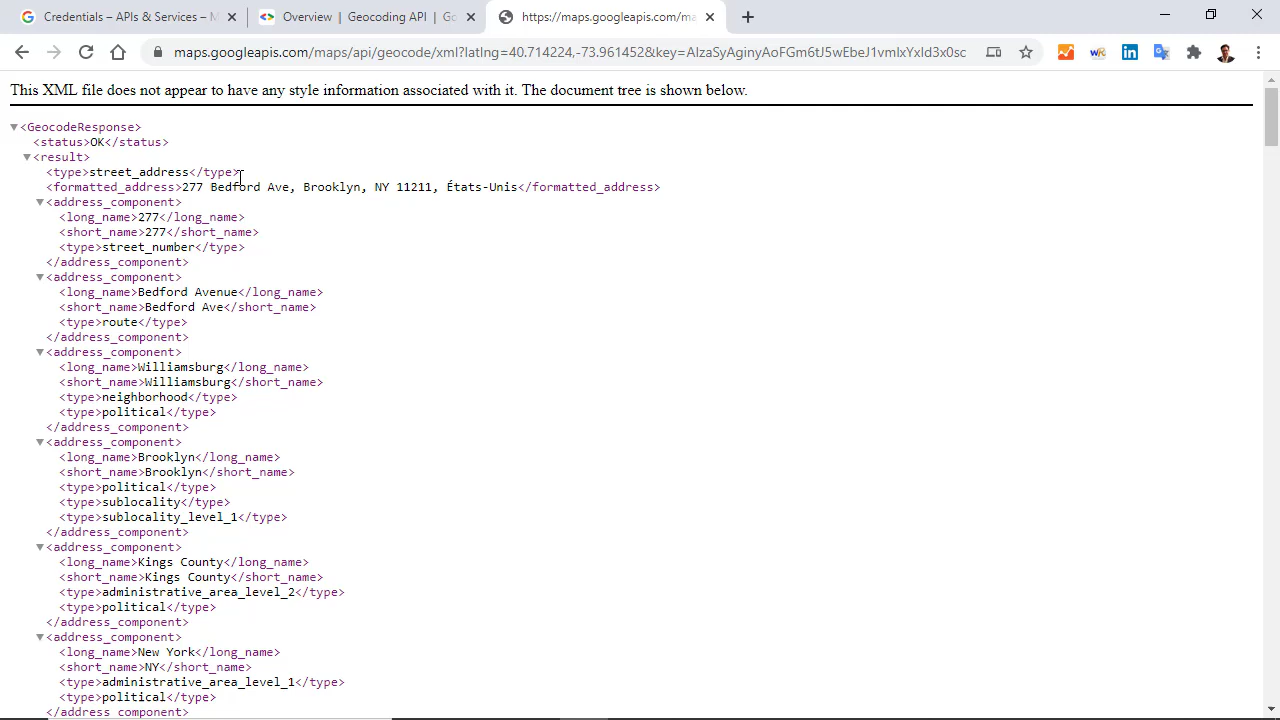 Credentials – APIs & Services – M
Overview | Geocoding API | Go
https://maps.googleapis.com/ma
maps.googleapis.com/maps/api/geocode/xml?latlng=40.714224,-73.961452&key=
This XML file does not appear to have any style information associated with it. The document tree is shown below.
<GeocodeResponse>
<status>OK</status>
<result>
<type>street_address</type>
<formatted_address>277 Bedford Ave, Brooklyn, NY 11211, États-Unis</formatted_address>
<address_component>
<long_name>277</long_name>
<short_name>277</short_name>
<type>street_number</type>
</address_component>
<address_component>
<long_name>Bedford Avenue</long_name>
<short_name>Bedford Ave</short_name>
<type>route</type>
</address_component>
<address_component>
<long_name>Williamsburg</long_name>
<short_name>Williamsburg</short_name>
<type>neighborhood</type>
<type>political</type>
</address_component>
<address_component>
<long_name>Brooklyn</long_name>
<short_name>Brooklyn</short_name>
<type>political</type>
<type>sublocality</type>
<type>sublocality_level_1</type>
</address_component>
<address_component>
<long_name>Kings County</long_name>
<short_name>Kings County</short_name>
<type>administrative_area_level_2</type>
<type>political</type>
</address_component>
<address_component>
<long_name>New York</long_name>
<short_name>NY</short_name>
<type>administrative_area_level_1</type>
<type>political</type>
</address_component>